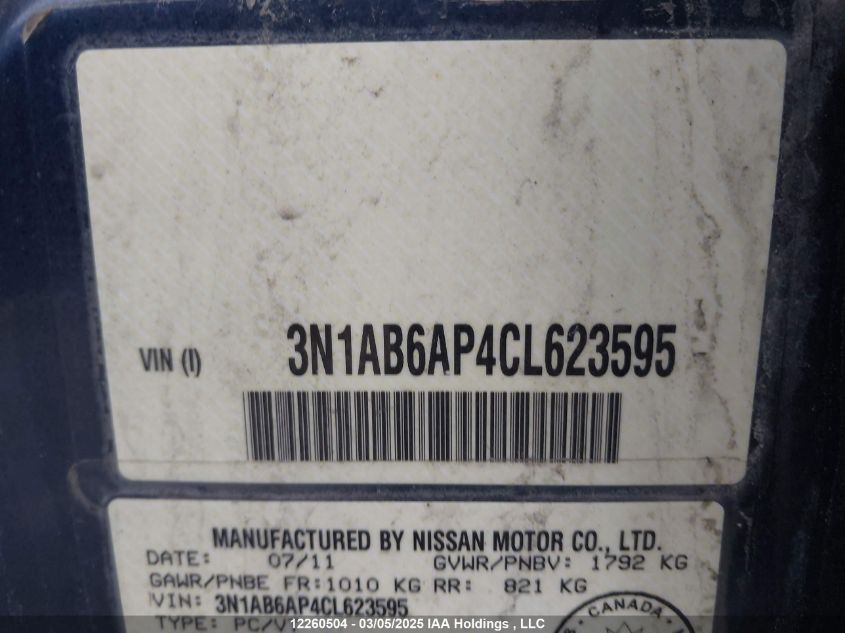 VIN (I) 3N1AB6AP4CL623595
MANUFACTURED BY NISSAN MOTOR CO., LTD.
DATE: 07/11 GVWR/PNBV: 1792 KG
GAWR/PNBE FR:1010 KG RR: 821 KG
VIN: 3N1AB6AP4CL623595
TYPE: PC/V
CANADA
12260504 - 03/05/2025 IAA Holdings , LLC